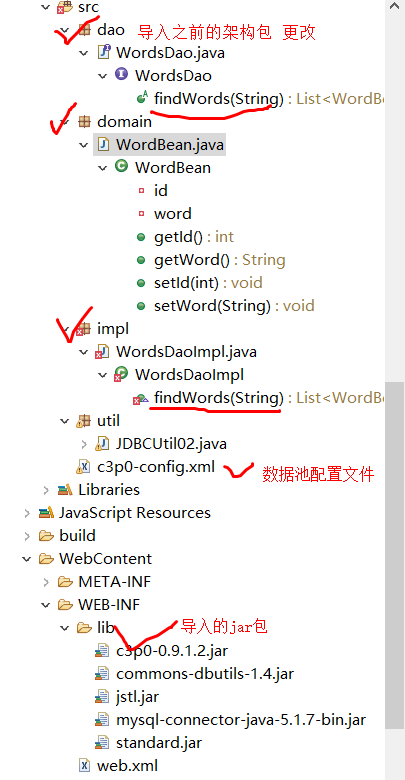 src
dao 导入之前的架构包 更改
WordsDao.java
WordsDao
findWords(String) : List<WordBe
domain
WordBean.java
WordBean
id
word
getId() : int
getWord() : String
setId(int) : void
setWord(String) : void
impl
WordsDaoImpl.java
WordsDaoImpl
findWords(String) : List<WordBe
util
JDBCUtil02.java
c3p0-config.xml 数据池配置文件
Libraries
JavaScript Resources
build
WebContent
META-INF
WEB-INF
lib 导入的jar包
c3p0-0.9.1.2.jar
commons-dbutils-1.4.jar
jstl.jar
mysql-connector-java-5.1.7-bin.jar
standard.jar
web.xml